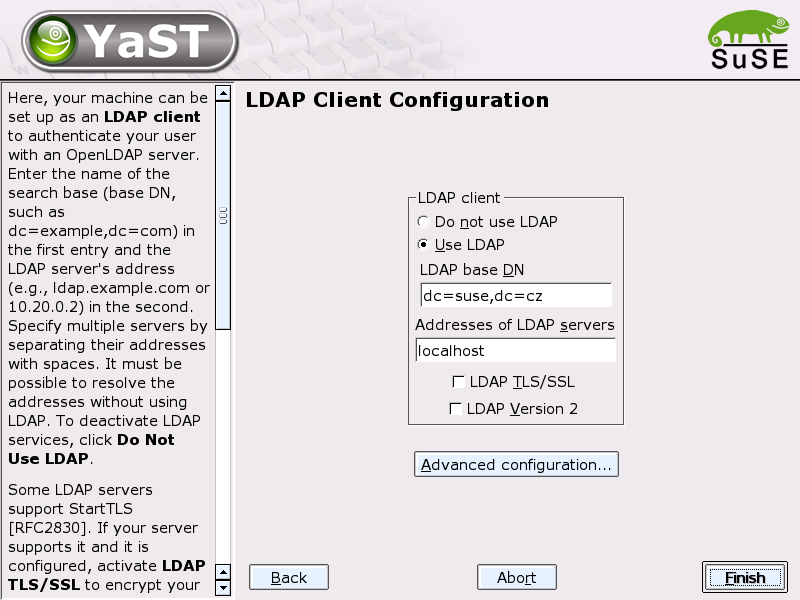 YaST
SuSE
Here, your machine can be
set up as an LDAP client
to authenticate your user
with an OpenLDAP server.
Enter the name of the
search base (base DN,
such as
dc=example,dc=com) in
the first entry and the
LDAP server's address
(e.g., ldap.example.com or
10.20.0.2) in the second.
Specify multiple servers by
separating their addresses
with spaces. It must be
possible to resolve the
addresses without using
LDAP. To deactivate LDAP
services, click Do Not
Use LDAP.
Some LDAP servers
support StartTLS
[RFC2830]. If your server
supports it and it is
configured, activate LDAP
TLS/SSL to encrypt your
LDAP Client Configuration
LDAP client
Do not use LDAP
Use LDAP
LDAP base DN
dc=suse,dc=cz
Addresses of LDAP servers
localhost
LDAP TLS/SSL
LDAP Version 2
Advanced configuration...
Back
Abort
Finish